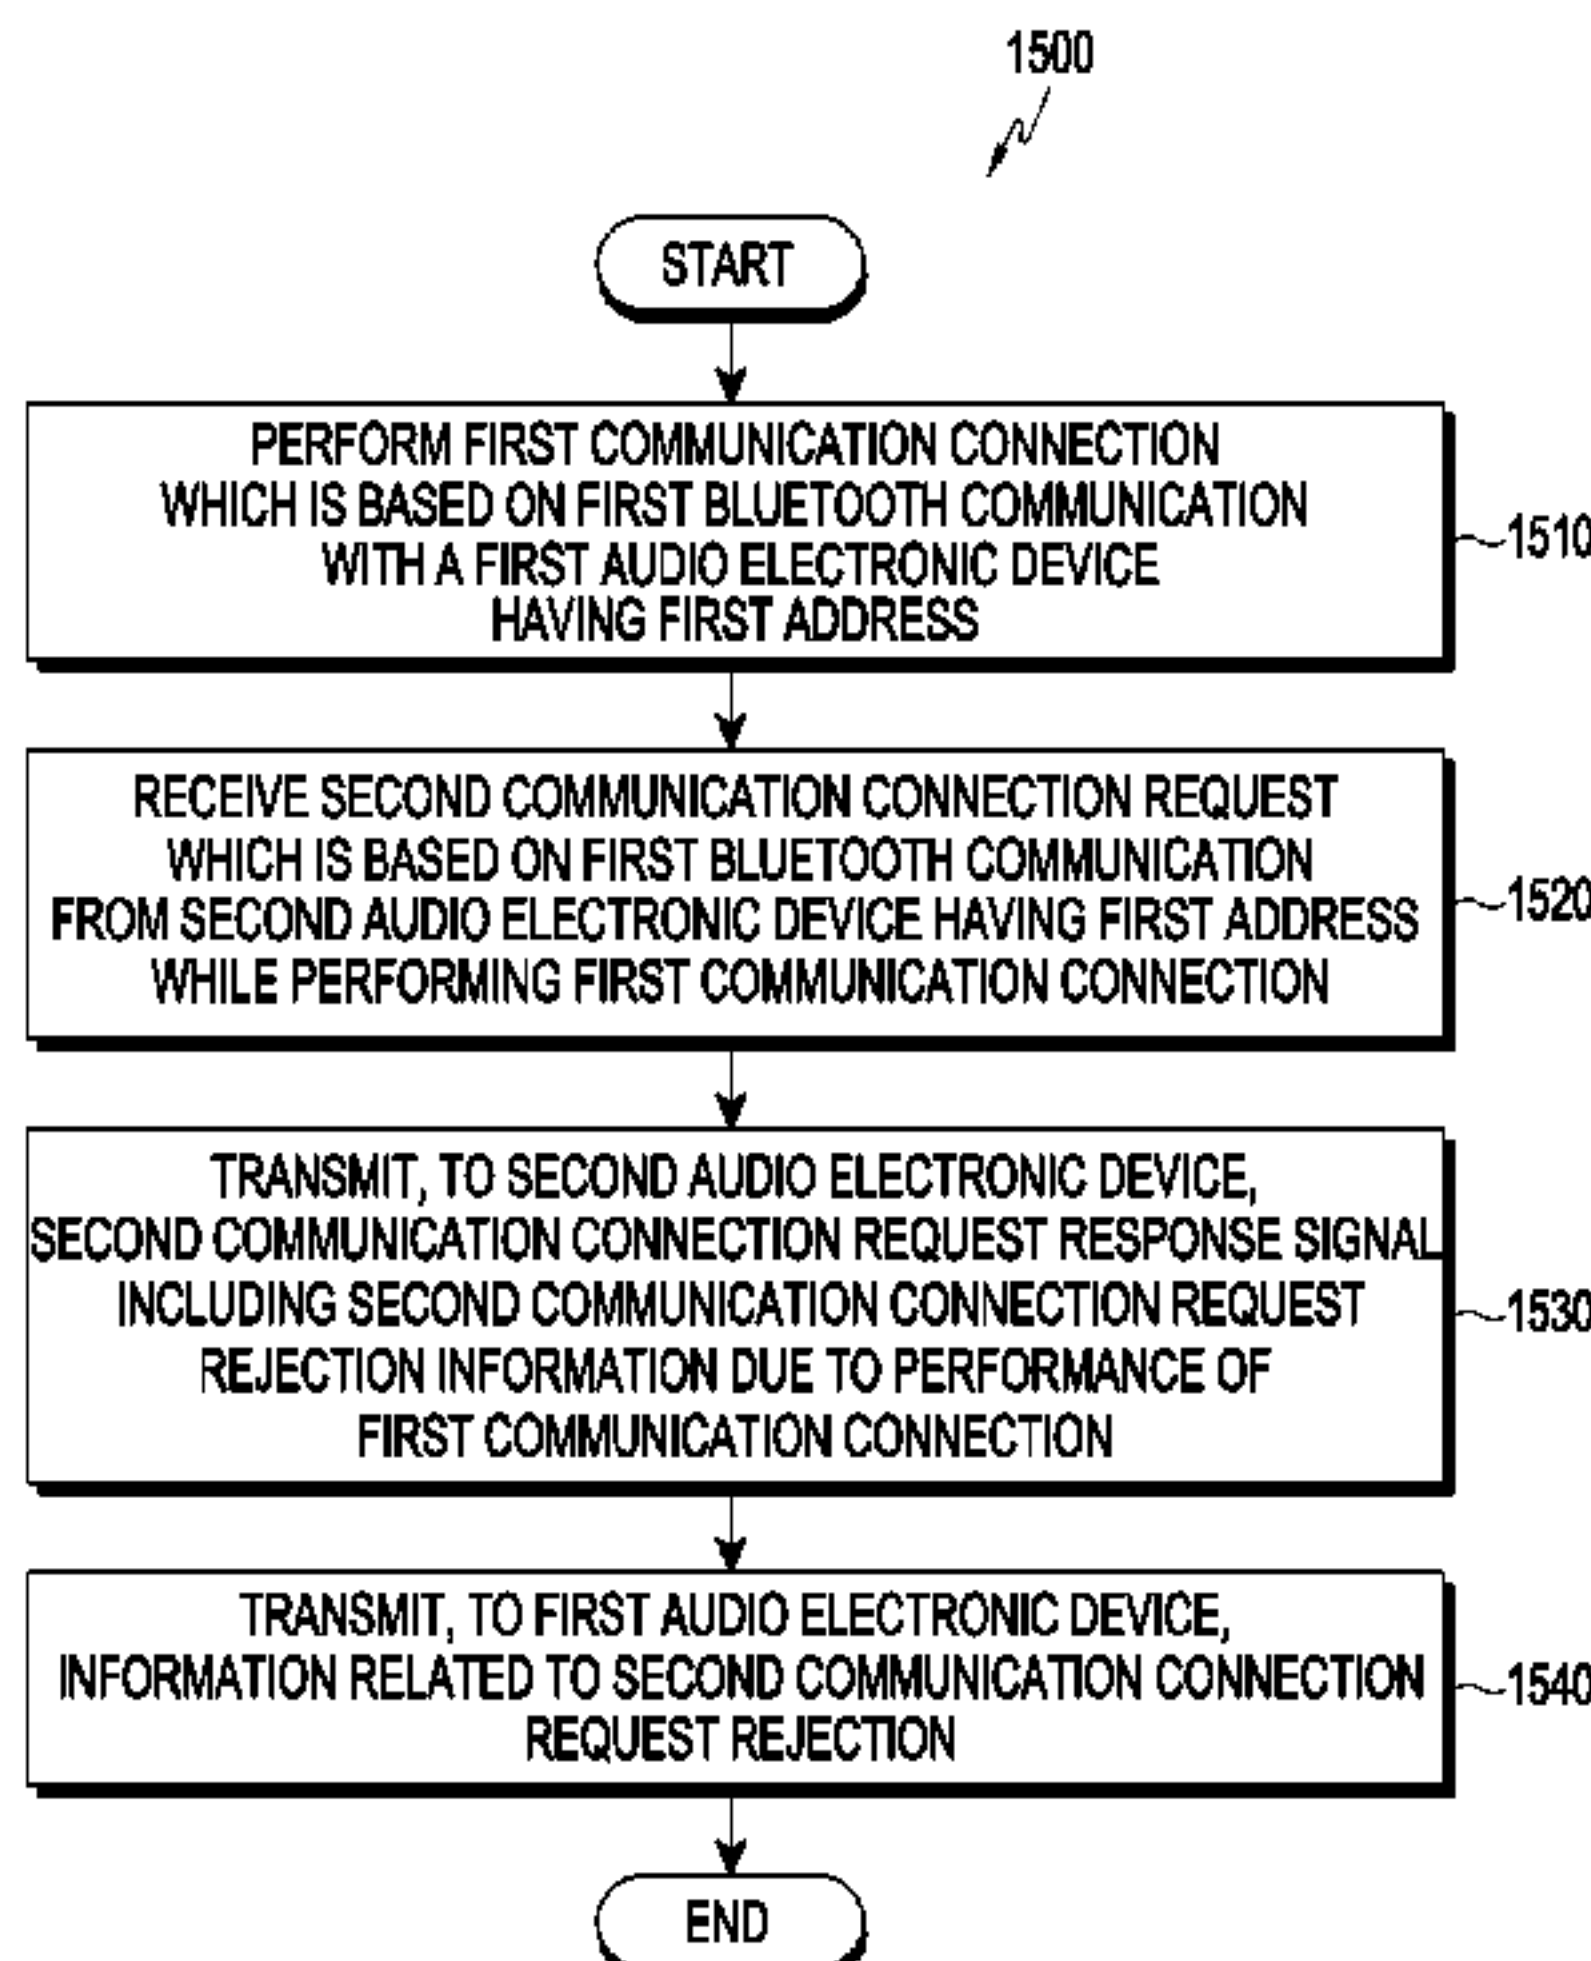 1500
START
PERFORM FIRST COMMUNICATION CONNECTION
WHICH IS BASED ON FIRST BLUETOOTH COMMUNICATION
WITH A FIRST AUDIO ELECTRONIC DEVICE
HAVING FIRST ADDRESS
1510
RECEIVE SECOND COMMUNICATION CONNECTION REQUEST
WHICH IS BASED ON FIRST BLUETOOTH COMMUNICATION
FROM SECOND AUDIO ELECTRONIC DEVICE HAVING FIRST ADDRESS
WHILE PERFORMING FIRST COMMUNICATION CONNECTION
1520
TRANSMIT, TO SECOND AUDIO ELECTRONIC DEVICE,
SECOND COMMUNICATION CONNECTION REQUEST RESPONSE SIGNAL
INCLUDING SECOND COMMUNICATION CONNECTION REQUEST
REJECTION INFORMATION DUE TO PERFORMANCE OF
FIRST COMMUNICATION CONNECTION
1530
TRANSMIT, TO FIRST AUDIO ELECTRONIC DEVICE,
INFORMATION RELATED TO SECOND COMMUNICATION CONNECTION
REQUEST REJECTION
1540
END